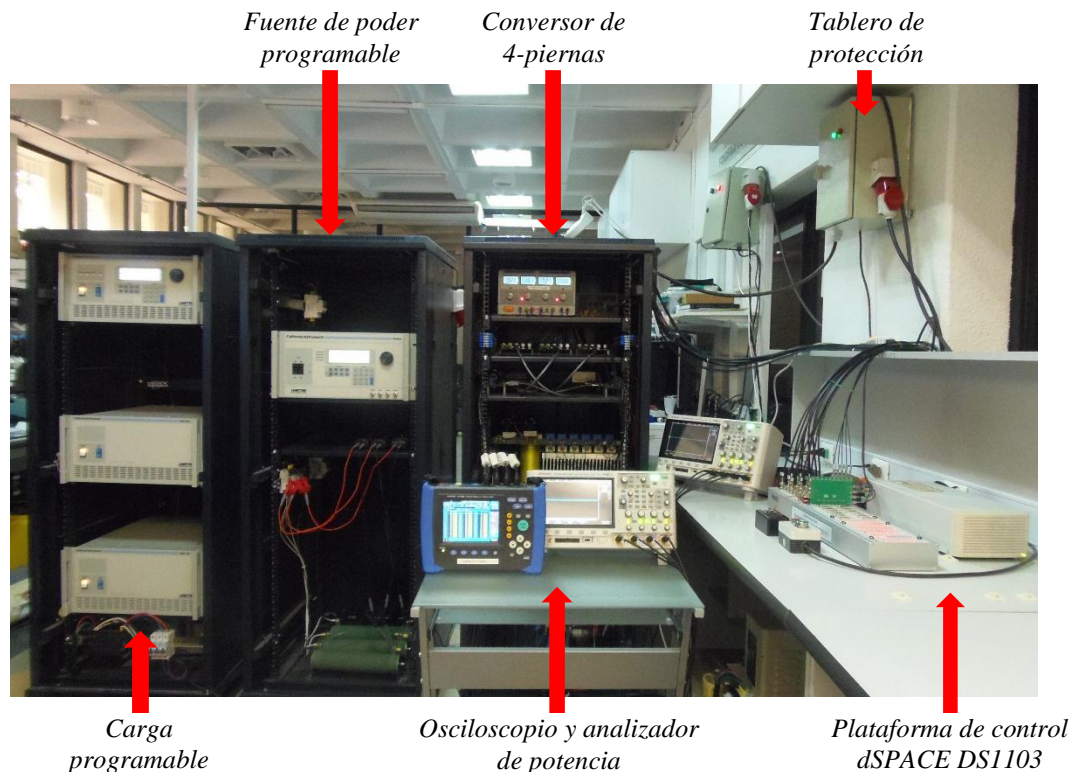 Fuente de poder
programable
Conversor de
4-piernas
Tablero de
protección
Carga
programable
Osciloscopio y analizador
de potencia
Plataforma de control
dSPACE DS1103